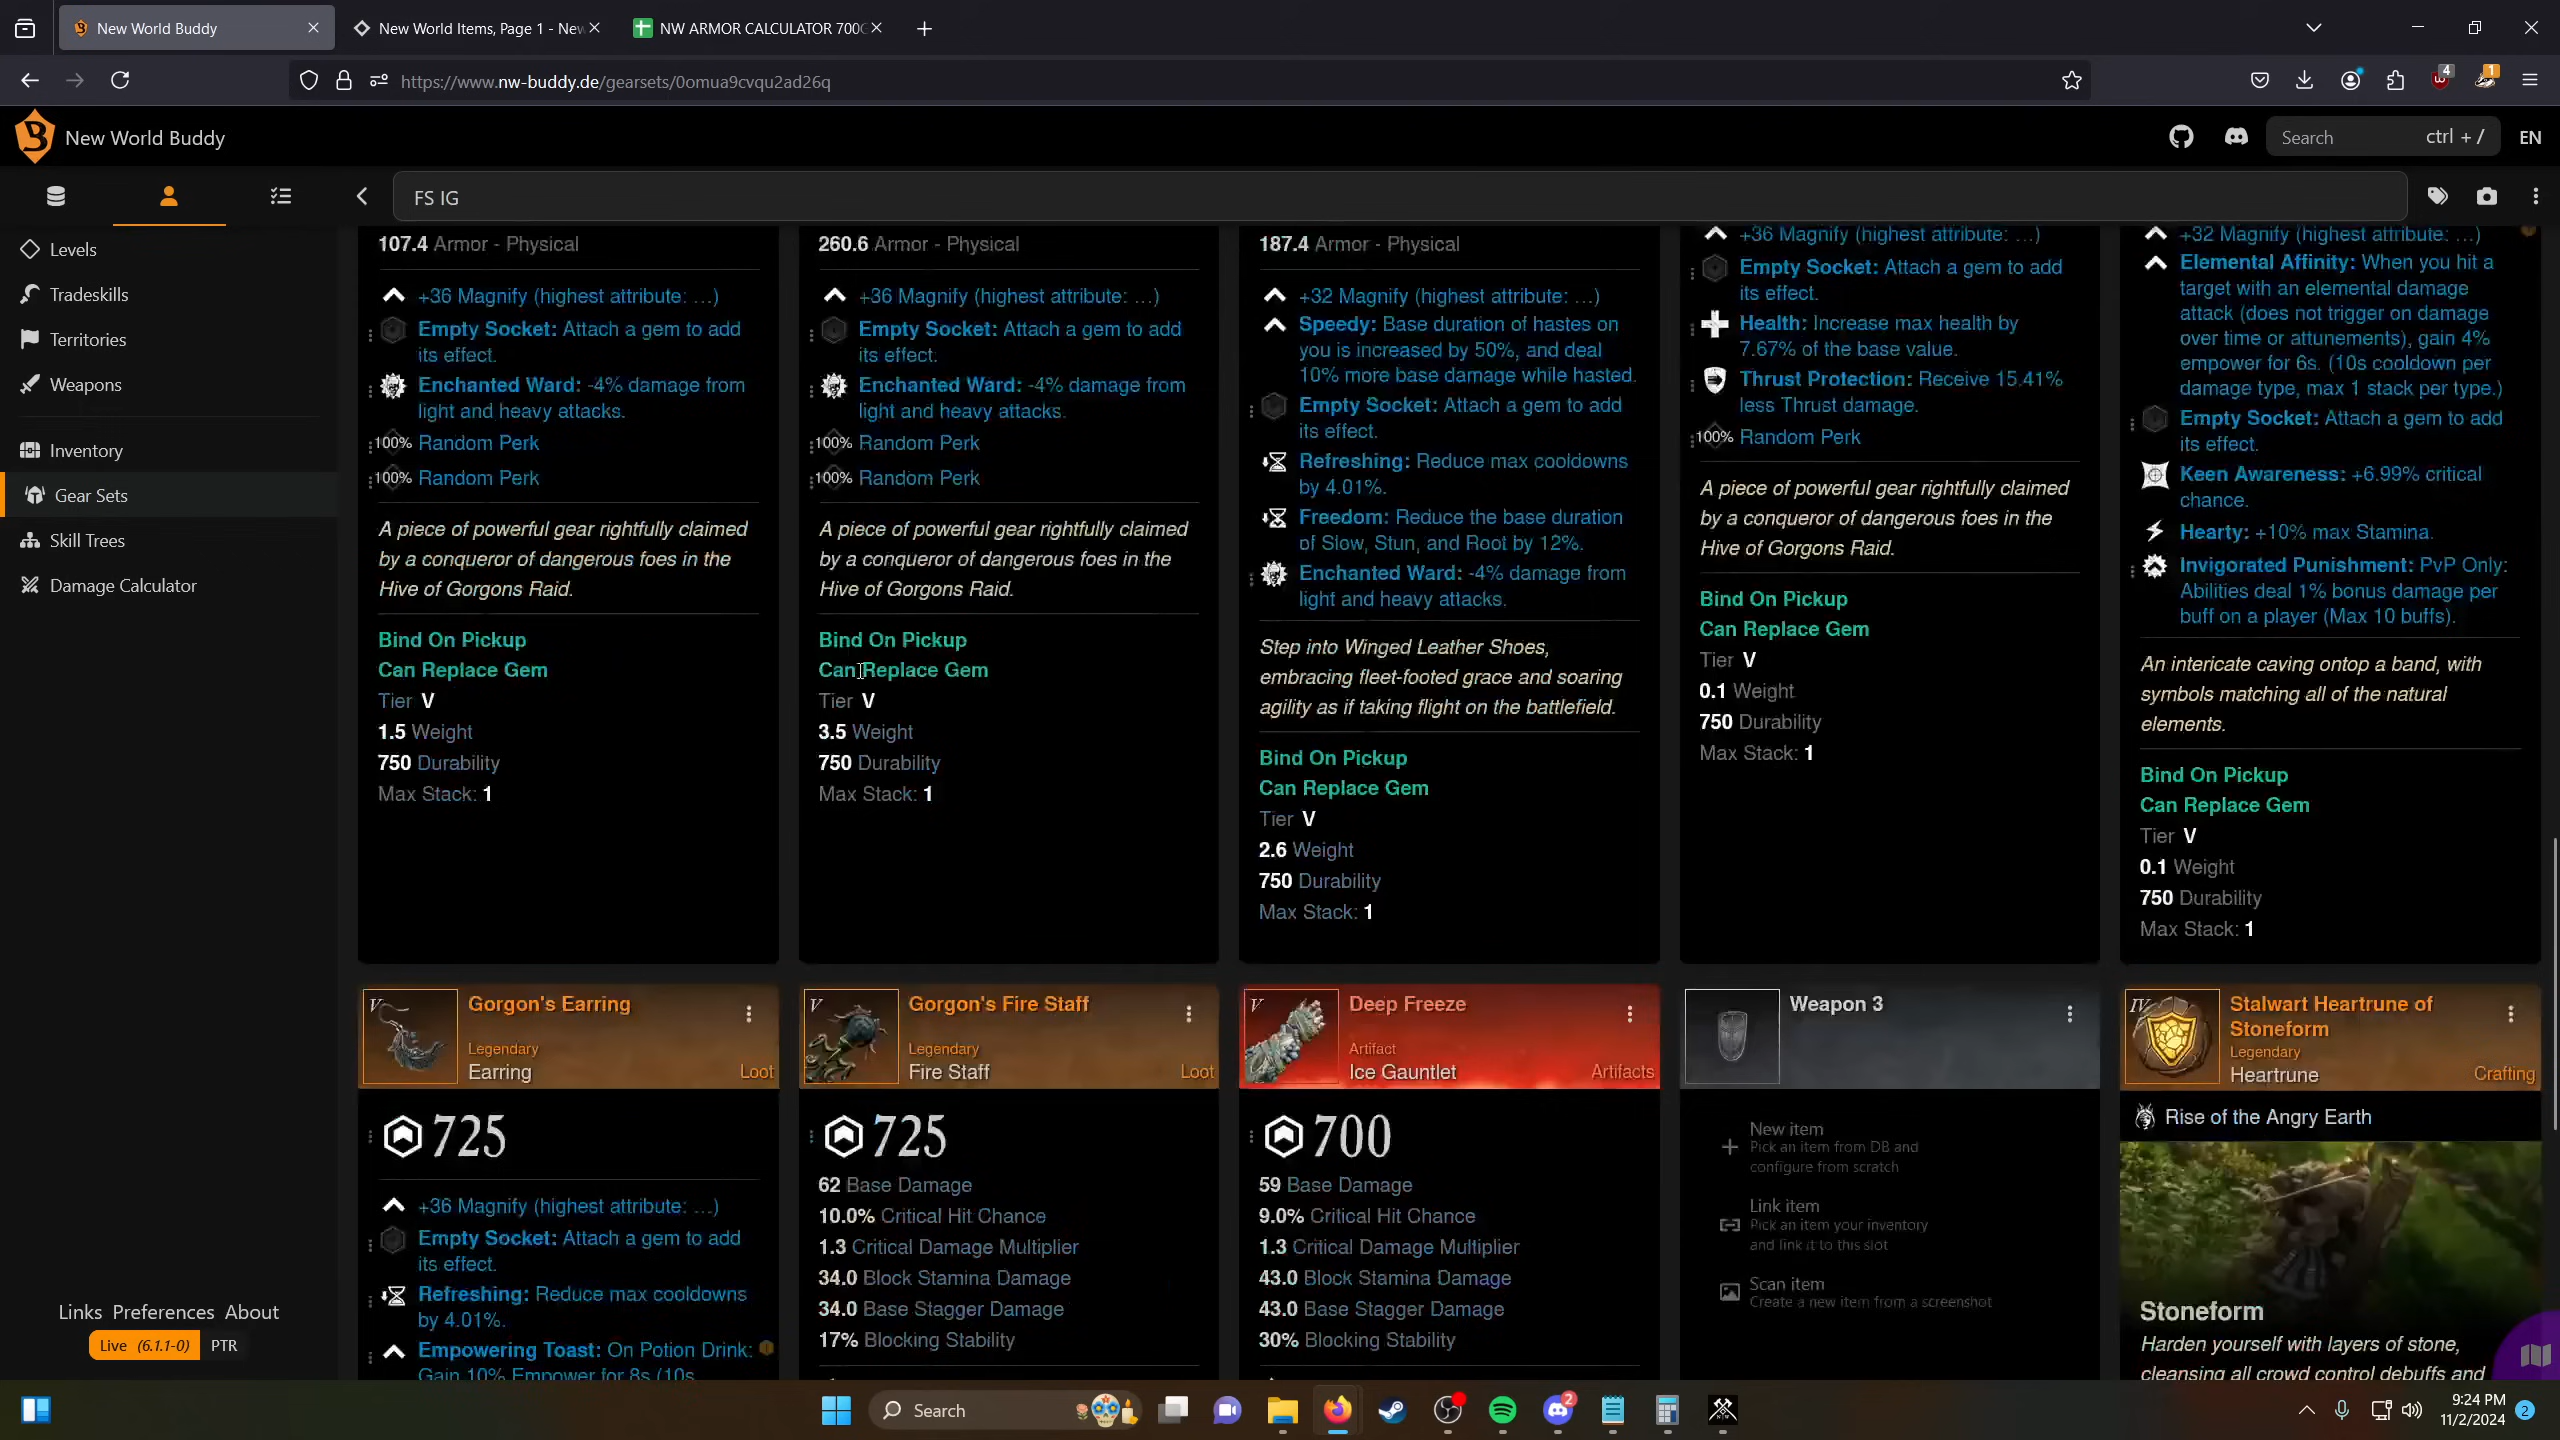 New World Buddy
New World Items, Page 1 - New
NW ARMOR CALCULATOR 700G
https://www.nw-buddy.de/gearsets/0omua9cvqu2ad26q
4
1
New World Buddy
Search ctrl + /
EN
FS IG
Levels
Tradeskills
Territories
Weapons
Inventory
Gear Sets
Skill Trees
Damage Calculator
Links Preferences About
Live (6.1.1-0) PTR
107.4 Armor - Physical
+36 Magnify (highest attribute: ...)
Empty Socket: Attach a gem to add
its effect.
Enchanted Ward: -4% damage from
light and heavy attacks.
100% Random Perk
100% Random Perk
A piece of powerful gear rightfully claimed
by a conqueror of dangerous foes in the
Hive of Gorgons Raid.
Bind On Pickup
Can Replace Gem
Tier V
1.5 Weight
750 Durability
Max Stack: 1
260.6 Armor - Physical
+36 Magnify (highest attribute: ...)
Empty Socket: Attach a gem to add
its effect.
Enchanted Ward: -4% damage from
light and heavy attacks.
100% Random Perk
100% Random Perk
A piece of powerful gear rightfully claimed
by a conqueror of dangerous foes in the
Hive of Gorgons Raid.
Bind On Pickup
Can Replace Gem
Tier V
3.5 Weight
750 Durability
Max Stack: 1
187.4 Armor - Physical
+32 Magnify (highest attribute: ...)
Speedy: Base duration of hastes on
you is increased by 50%, and deal
10% more base damage while hasted.
Empty Socket: Attach a gem to add
its effect.
Refreshing: Reduce max cooldowns
by 4.01%.
Freedom: Reduce the base duration
of Slow, Stun, and Root by 12%.
Enchanted Ward: -4% damage from
light and heavy attacks.
Step into Winged Leather Shoes,
embracing fleet-footed grace and soaring
agility as if taking flight on the battlefield.
Bind On Pickup
Can Replace Gem
Tier V
2.6 Weight
750 Durability
Max Stack: 1
+36 Magnify (highest attribute: ...)
Empty Socket: Attach a gem to add
its effect.
Health: Increase max health by
7.67% of the base value.
Thrust Protection: Receive 15.41%
less Thrust damage.
100% Random Perk
A piece of powerful gear rightfully claimed
by a conqueror of dangerous foes in the
Hive of Gorgons Raid.
Bind On Pickup
Can Replace Gem
Tier V
0.1 Weight
750 Durability
Max Stack: 1
+32 Magnify (highest attribute: ...)
Elemental Affinity: When you hit a
target with an elemental damage
attack (does not trigger on damage
over time or attunements), gain 4%
empower for 6s. (10s cooldown per
damage type, max 1 stack per type.)
Empty Socket: Attach a gem to add
its effect.
Keen Awareness: +6.99% critical
chance.
Hearty: +10% max Stamina.
Invigorated Punishment: PvP Only:
Abilities deal 1% bonus damage per
buff on a player (Max 10 buffs).
An intericate caving ontop a band, with
symbols matching all of the natural
elements.
Bind On Pickup
Can Replace Gem
Tier V
0.1 Weight
750 Durability
Max Stack: 1
V
Gorgon's Earring
Legendary
Earring Loot
725
+36 Magnify (highest attribute: ...)
Empty Socket: Attach a gem to add
its effect.
Refreshing: Reduce max cooldowns
by 4.01%.
Empowering Toast: On Potion Drink:
Gain 10% Empower for 8s (10s
V
Gorgon's Fire Staff
Legendary
Fire Staff Loot
725
62 Base Damage
10.0% Critical Hit Chance
1.3 Critical Damage Multiplier
34.0 Block Stamina Damage
34.0 Base Stagger Damage
17% Blocking Stability
V
Deep Freeze
Artifact
Ice Gauntlet Artifacts
700
59 Base Damage
9.0% Critical Hit Chance
1.3 Critical Damage Multiplier
43.0 Block Stamina Damage
43.0 Base Stagger Damage
30% Blocking Stability
Weapon 3
New item
Pick an item from DB and
configure from scratch
Link item
Pick an item your inventory
and link it to this slot
Scan item
Create a new item from a screenshot
IV
Stalwart Heartrune of
Stoneform
Legendary
Heartrune Crafting
Rise of the Angry Earth
Stoneform
Harden yourself with layers of stone,
cleansing all crowd control debuffs and
Search
2
9:24 PM
11/2/2024
2